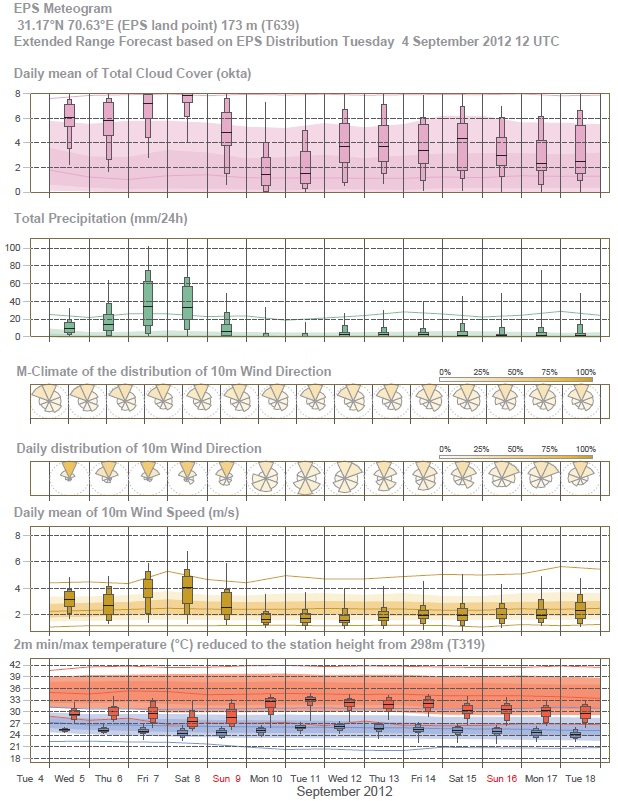 EPS Meteogram
31.17°N 70.63°E (EPS land point) 173 m (T639)
Extended Range Forecast based on EPS Distribution Tuesday 4 September 2012 12 UTC
Daily mean of Total Cloud Cover (okta)
8
6
4
2
0
Total Precipitation (mm/24h)
100
80
60
40
20
0
M-Climate of the distribution of 10m Wind Direction
0% 25% 50% 75% 100%
Daily distribution of 10m Wind Direction
0% 25% 50% 75% 100%
Daily mean of 10m Wind Speed (m/s)
8
6
4
2
2m min/max temperature (°C) reduced to the station height from 298m (T319)
42
39
36
33
30
27
24
21
18
Tue 4 Wed 5 Thu 6 Fri 7 Sat 8 Sun 9 Mon 10 Tue 11 Wed 12 Thu 13 Fri 14 Sat 15 Sun 16 Mon 17 Tue 18
September 2012